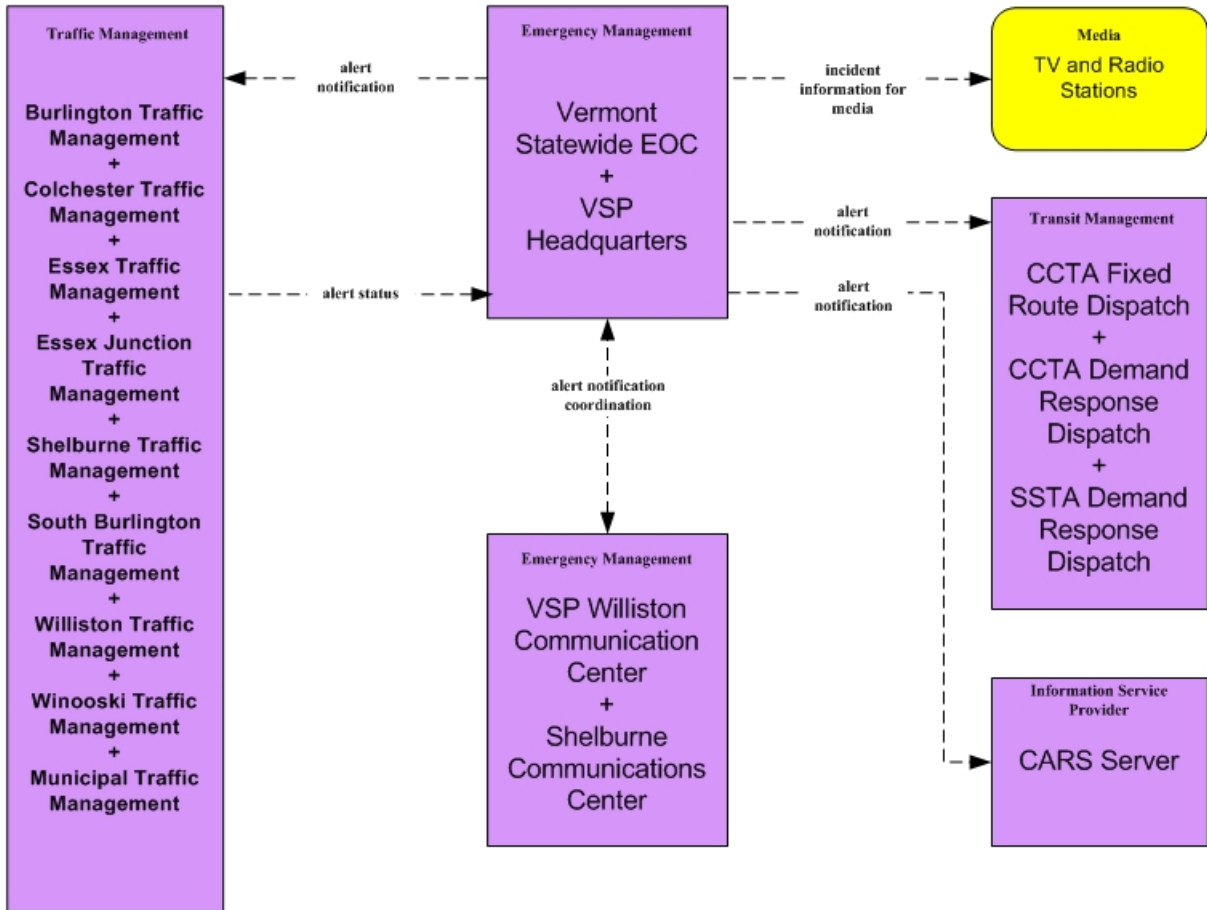 Traffic Management
Burlington Traffic
Management
+
Colchester Traffic
Management
+
Essex Traffic
Management
+
Essex Junction
Traffic
Management
+
Shelburne Traffic
Management
+
South Burlington
Traffic
Management
+
Williston Traffic
Management
+
Winooski Traffic
Management
+
Municipal Traffic
Management
alert
notification
alert status
Emergency Management
Vermont
Statewide EOC
+
VSP
Headquarters
alert notification
coordination
Emergency Management
VSP Williston
Communication
Center
+
Shelburne
Communications
Center
incident
information for
media
alert
notification
alert
notification
Media
TV and Radio
Stations
Transit Management
CCTA Fixed
Route Dispatch
+
CCTA Demand
Response
Dispatch
+
SSTA Demand
Response
Dispatch
Information Service
Provider
CARS Server